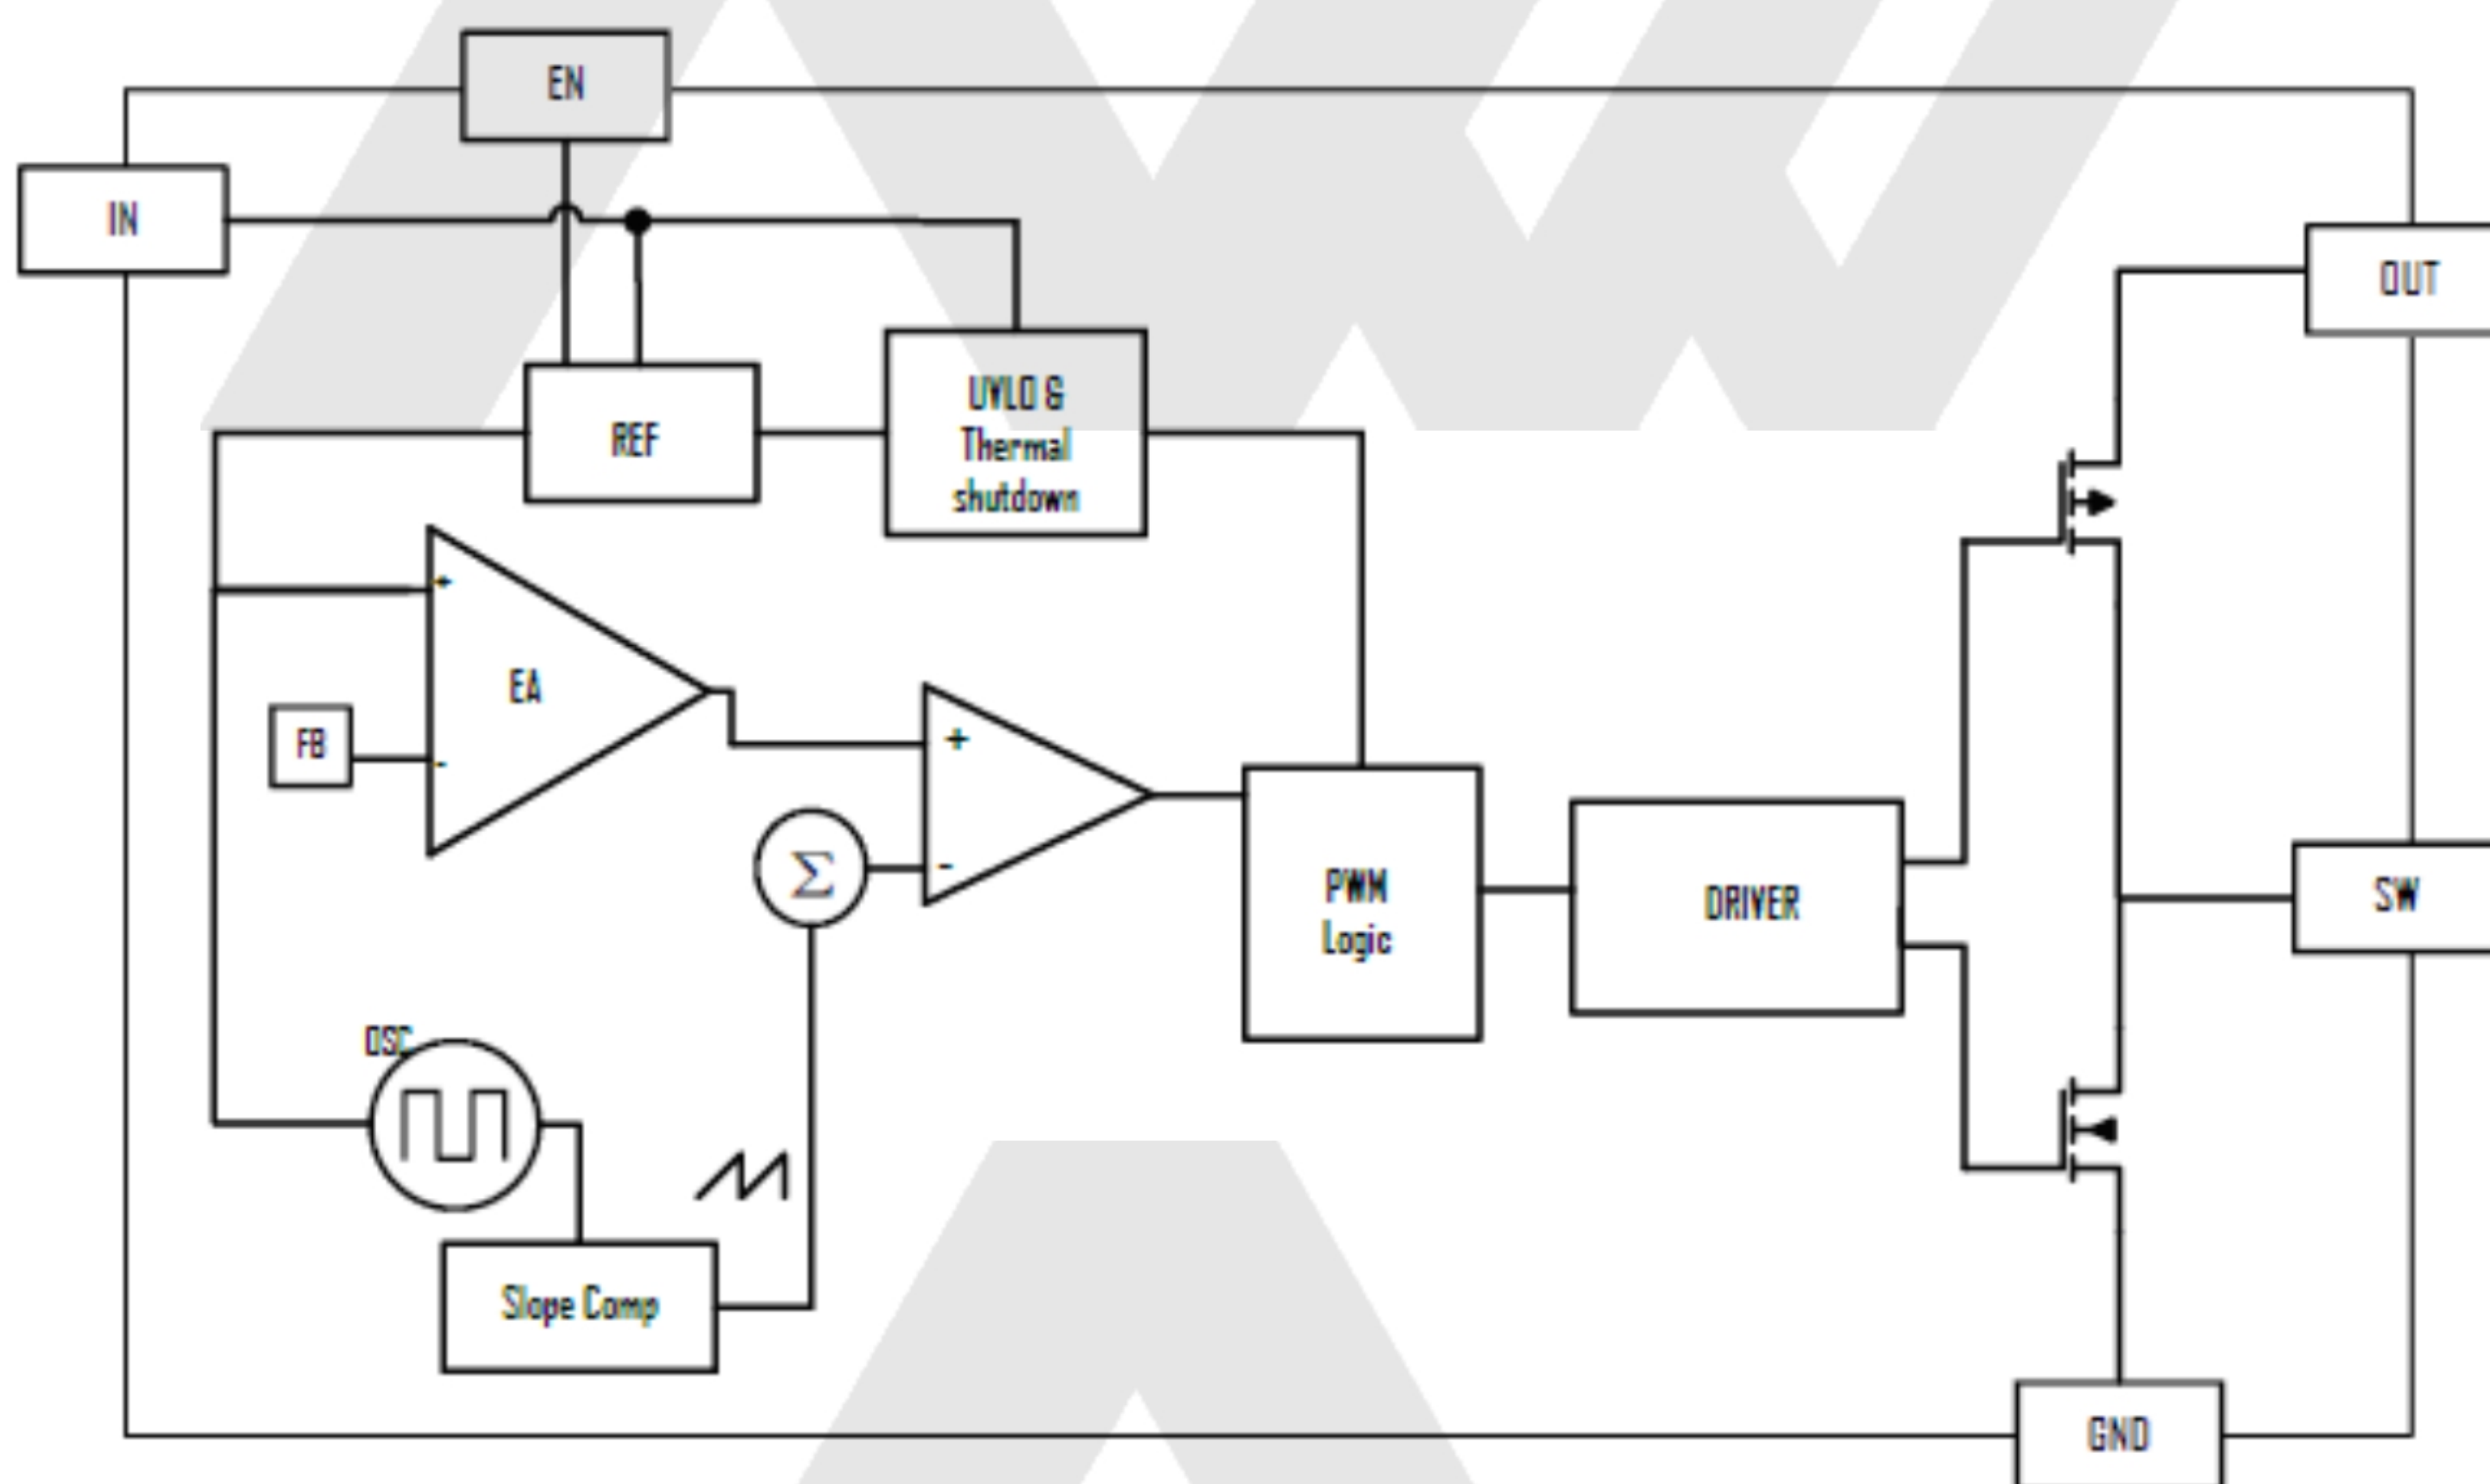 EN
IN
OUT
REF
UVLO &
Thermal
shutdown
+
EA
FB
-
+
Σ
-
PWM
Logic
DRIVER
SW
OSC
Slope Comp
GND